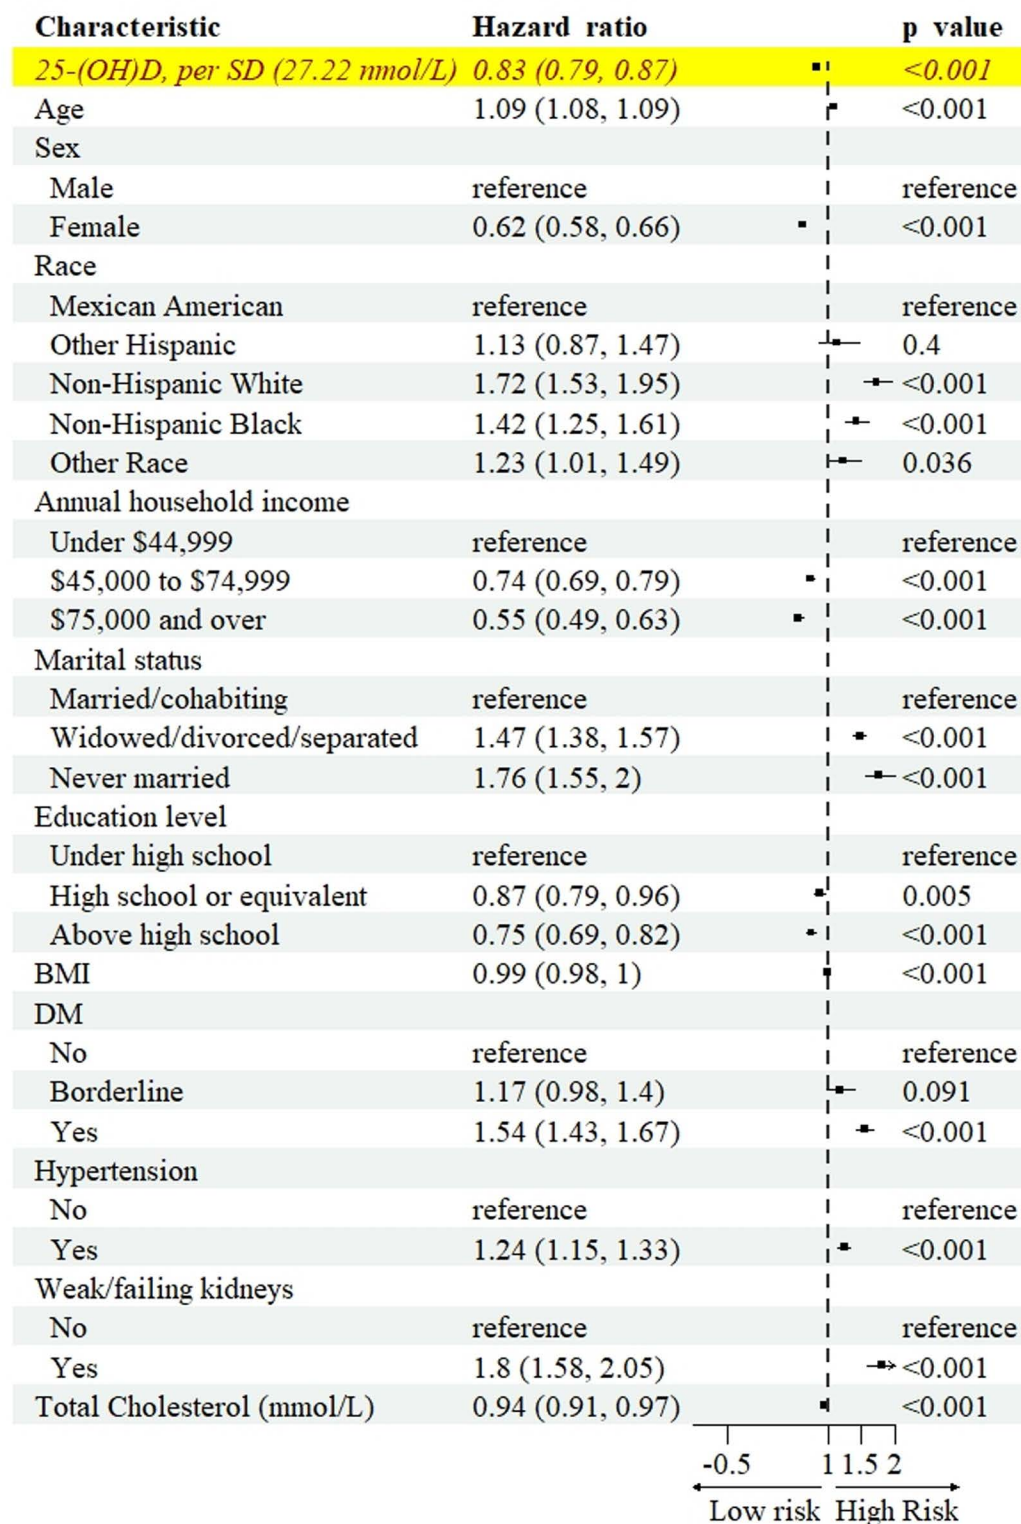 Characteristic Hazard ratio p value
25-(OH)D, per SD (27.22 nmol/L) 0.83 (0.79, 0.87) <0.001
Age 1.09 (1.08, 1.09) <0.001
Sex
Male reference reference
Female 0.62 (0.58, 0.66) <0.001
Race
Mexican American reference reference
Other Hispanic 1.13 (0.87, 1.47) 0.4
Non-Hispanic White 1.72 (1.53, 1.95) <0.001
Non-Hispanic Black 1.42 (1.25, 1.61) <0.001
Other Race 1.23 (1.01, 1.49) 0.036
Annual household income
Under $44,999 reference reference
$45,000 to $74,999 0.74 (0.69, 0.79) <0.001
$75,000 and over 0.55 (0.49, 0.63) <0.001
Marital status
Married/cohabiting reference reference
Widowed/divorced/separated 1.47 (1.38, 1.57) <0.001
Never married 1.76 (1.55, 2) <0.001
Education level
Under high school reference reference
High school or equivalent 0.87 (0.79, 0.96) 0.005
Above high school 0.75 (0.69, 0.82) <0.001
BMI 0.99 (0.98, 1) <0.001
DM
No reference reference
Borderline 1.17 (0.98, 1.4) 0.091
Yes 1.54 (1.43, 1.67) <0.001
Hypertension
No reference reference
Yes 1.24 (1.15, 1.33) <0.001
Weak/failing kidneys
No reference reference
Yes 1.8 (1.58, 2.05) <0.001
Total Cholesterol (mmol/L) 0.94 (0.91, 0.97) <0.001
-0.5 1 1.5 2
Low risk High Risk